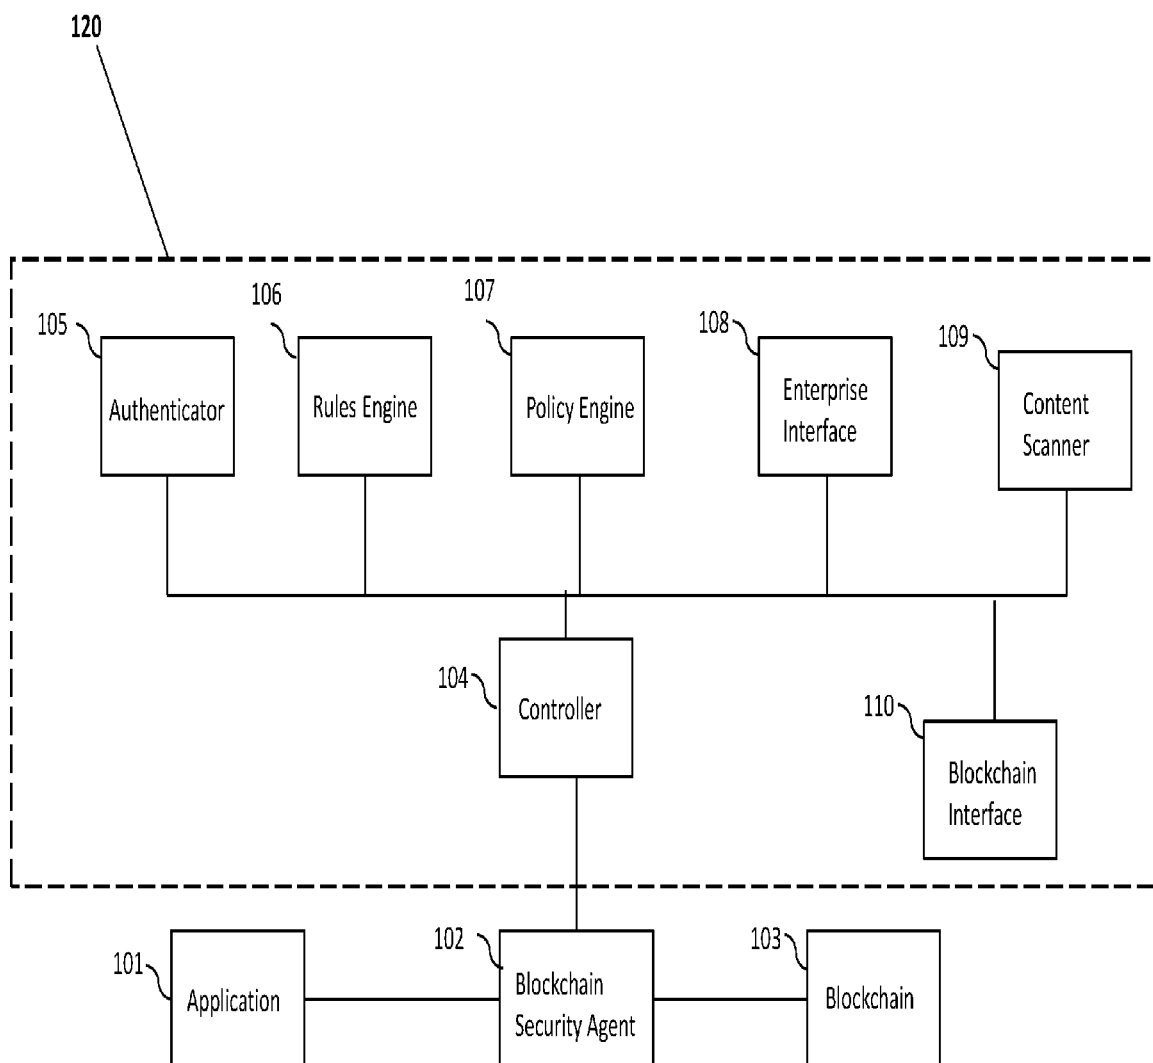 120
105
106
107
108
109
Authenticator
Rules Engine
Policy Engine
Enterprise
Interface
Content
Scanner
104
Controller
110
Blockchain
Interface
101
Application
102
Blockchain
Security Agent
103
Blockchain